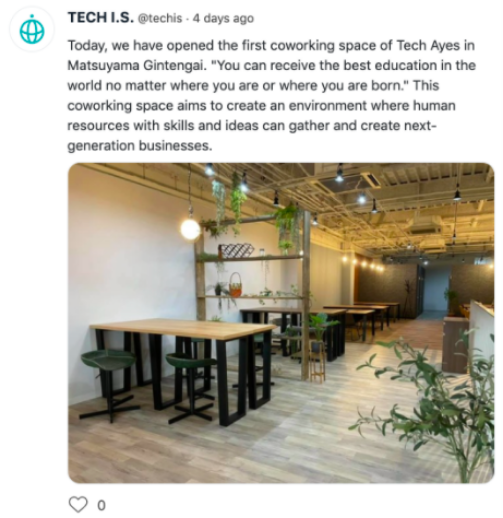 TECH I.S. @techis · 4 days ago
Today, we have opened the first coworking space of Tech Ayes in
Matsuyama Gintengai. "You can receive the best education in the
world no matter where you are or where you are born." This
coworking space aims to create an environment where human
resources with skills and ideas can gather and create next-
generation businesses.
0